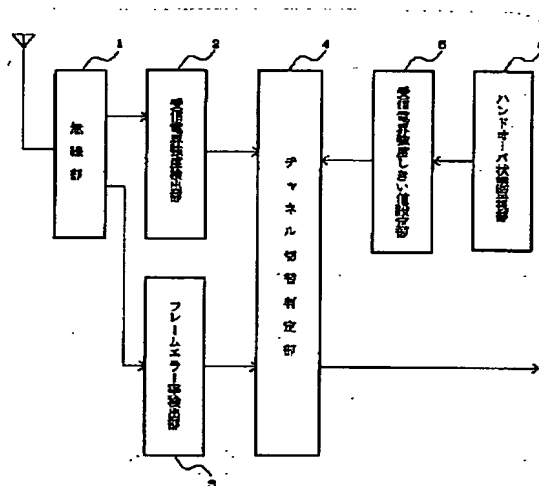 1
2
4
5
無線部
受信電界強度検出部
チャネル切替判定部
受信電界強度しきい値設定部
ハンドオーバ状態監視部
フレームエラー率検出部
3